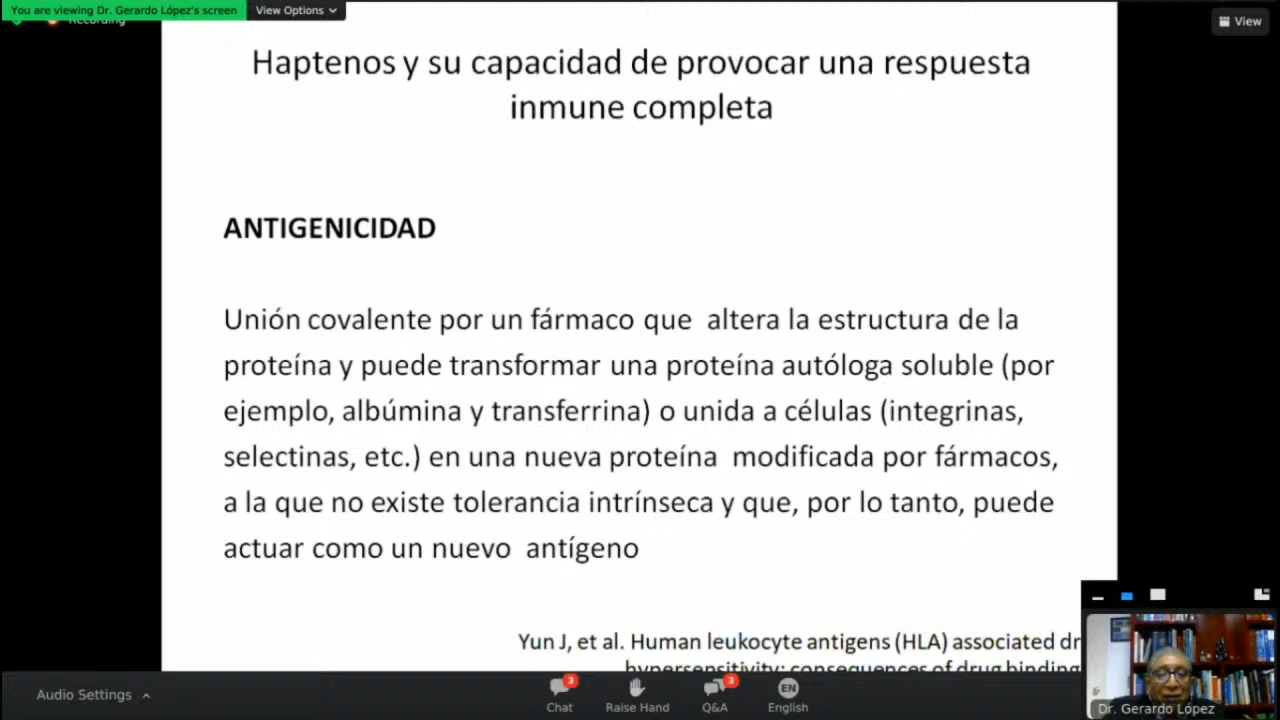 You are viewing Dr. Gerardo López's screen
View Options
Recording
View
Haptenos y su capacidad de provocar una respuesta
inmune completa
ANTIGENICIDAD
Unión covalente por un fármaco que altera la estructura de la
proteína y puede transformar una proteína autóloga soluble (por
ejemplo, albúmina y transferrina) o unida a células (integrinas,
selectinas, etc.) en una nueva proteína modificada por fármacos,
a la que no existe tolerancia intrínseca y que, por lo tanto, puede
actuar como un nuevo antígeno
Yun J, et al. Human leukocyte antigens (HLA) associated
hypersensitivity: consequences of drug binding
Audio Settings
3
Chat
Raise Hand
3
Q&A
EN
English
Dr. Gerardo López